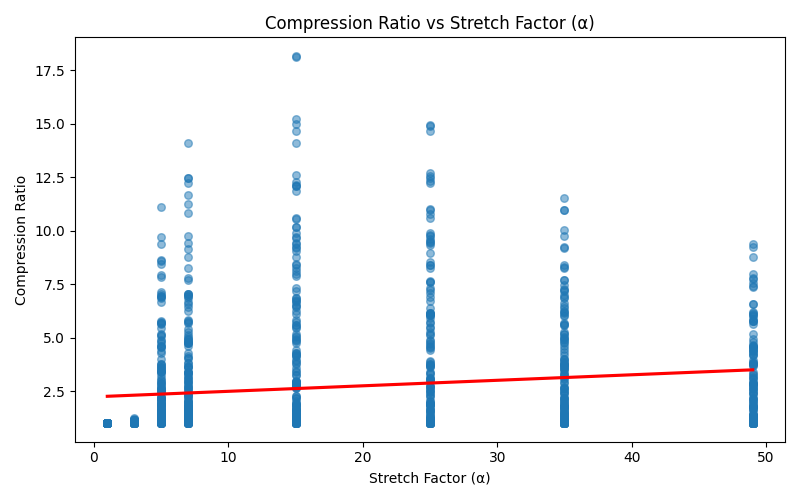 Compression Ratio vs Stretch Factor (α)
17.5
15.0
12.5
10.0
7.5
5.0
2.5
Compression Ratio
0 10 20 30 40 50
Stretch Factor (α)